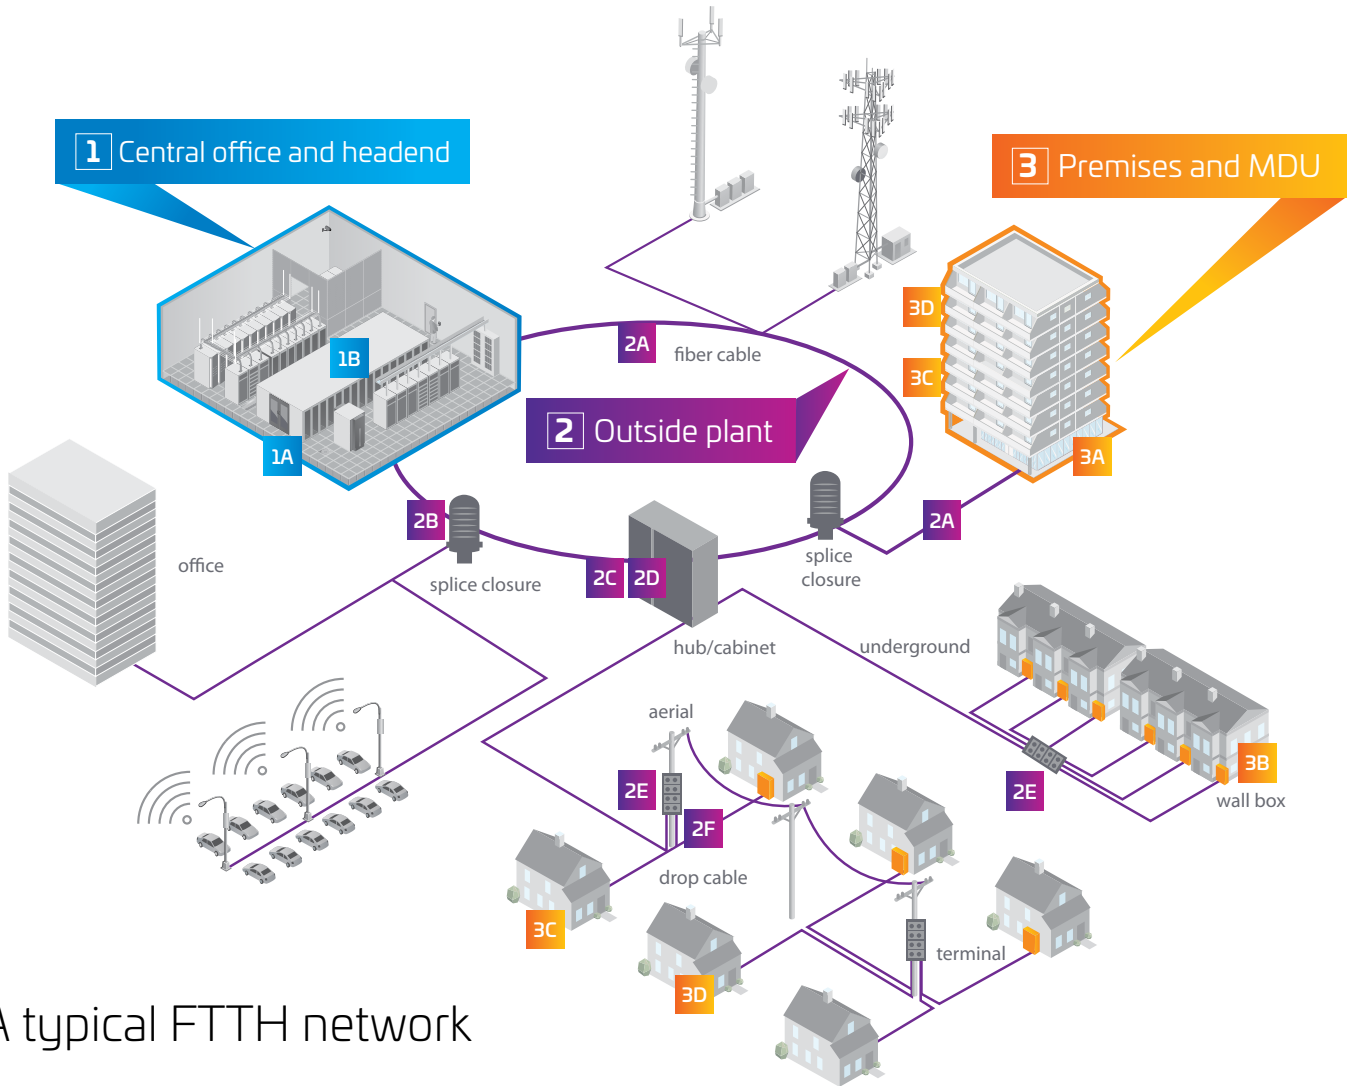 1 Central office and headend
3 Premises and MDU
3D
2A
fiber cable
1B
3C
2 Outside plant
1A
3A
2B
2A
office
splice closure
2C 2D
splice
closure
hub/cabinet
underground
aerial
2E
3B
2E
wall box
2F
drop cable
3C
terminal
3D
A typical FTTH network